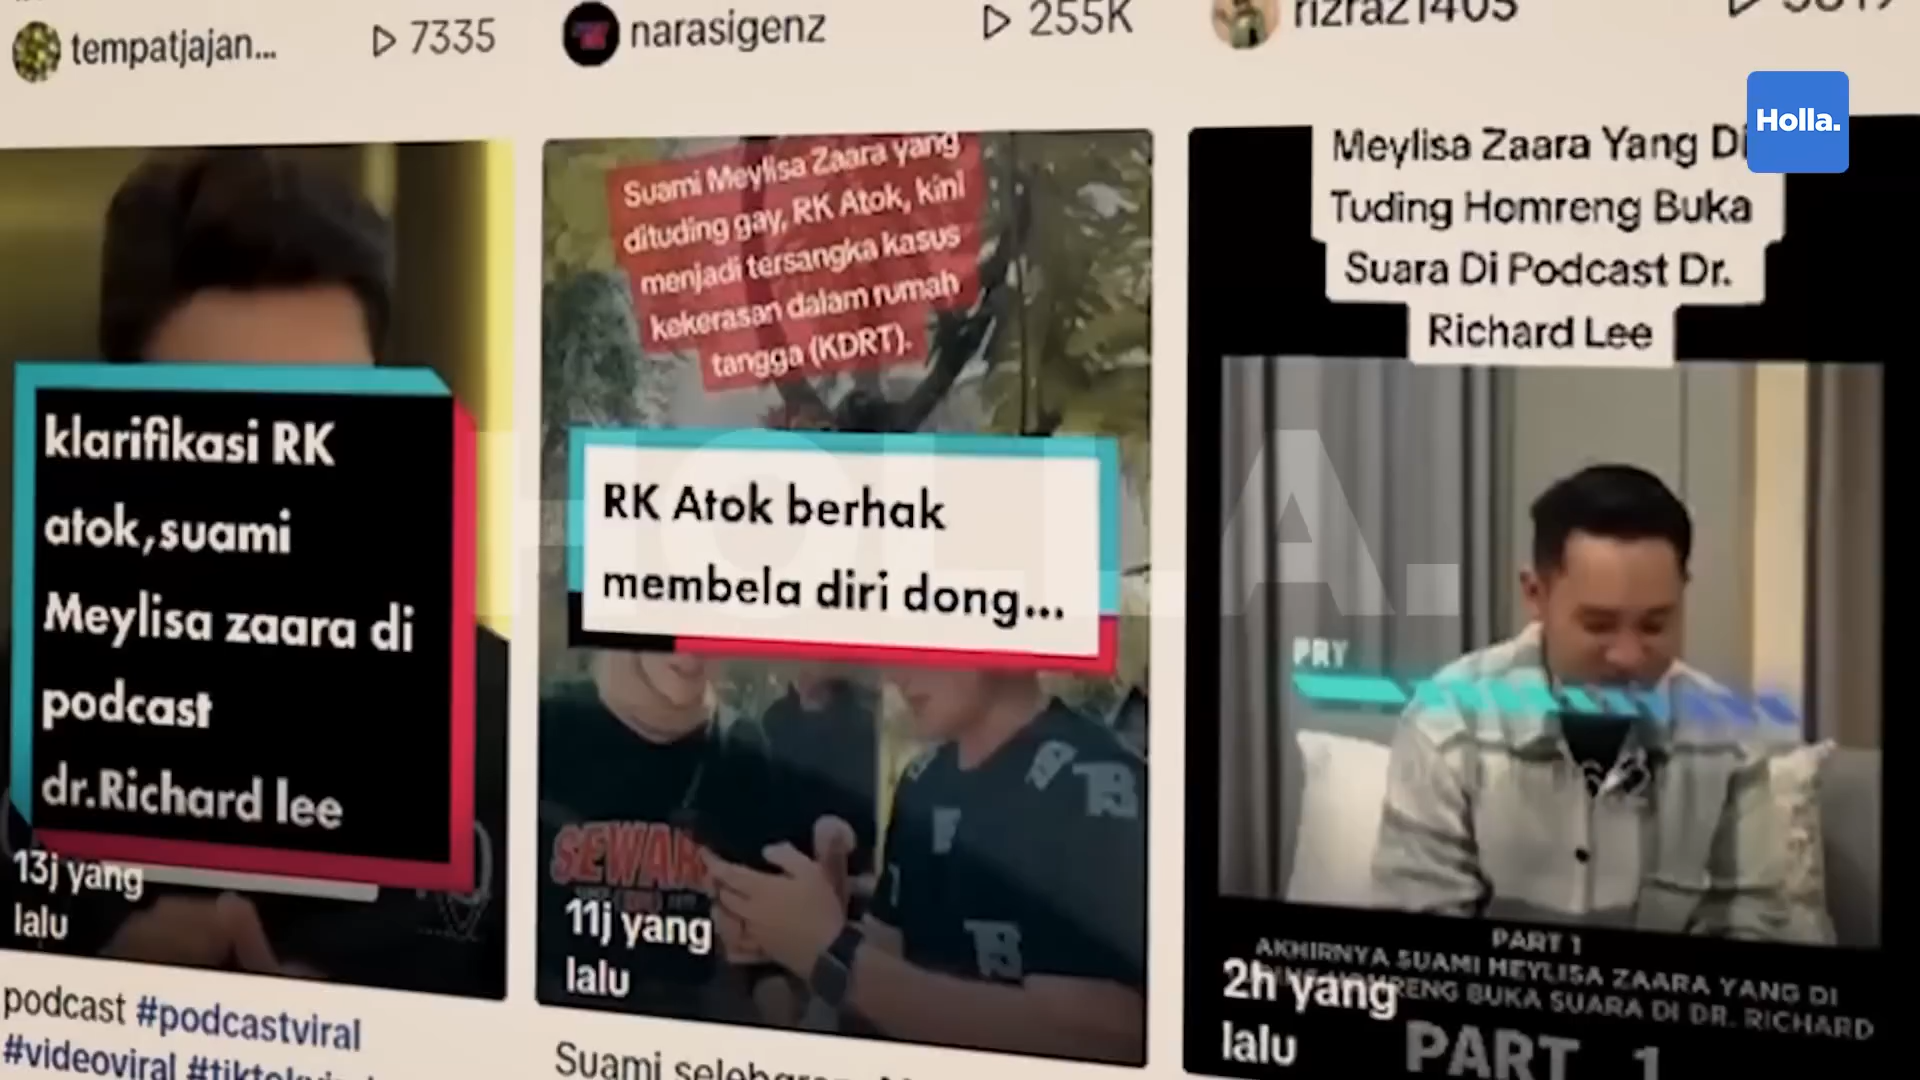 tempatjajan...
7335
narasigenz
255K
Holla.
klarifikasi RK
atok,suami
Meylisa zaara di
podcast
dr.Richard lee
13j yang
lalu
podcast #podcastviral
#videoviral
Suami Meylisa Zaara yang
dituding gay, RK Atok, kini
menjadi tersangka kasus
kekerasan dalam rumah
tangga (KDRT).
RK Atok berhak
membela diri dong...
SEWAK
11j yang
lalu
Suami
Meylisa Zaara Yang Di
Tuding Homreng Buka
Suara Di Podcast Dr.
Richard Lee
PRY
PART 1
AKHIRNYA SUAMI MEYLISA ZAARA YANG DI
BUKA SUARA DI DR. RICHARD
2h yang
lalu
PART 1
HOLLA.